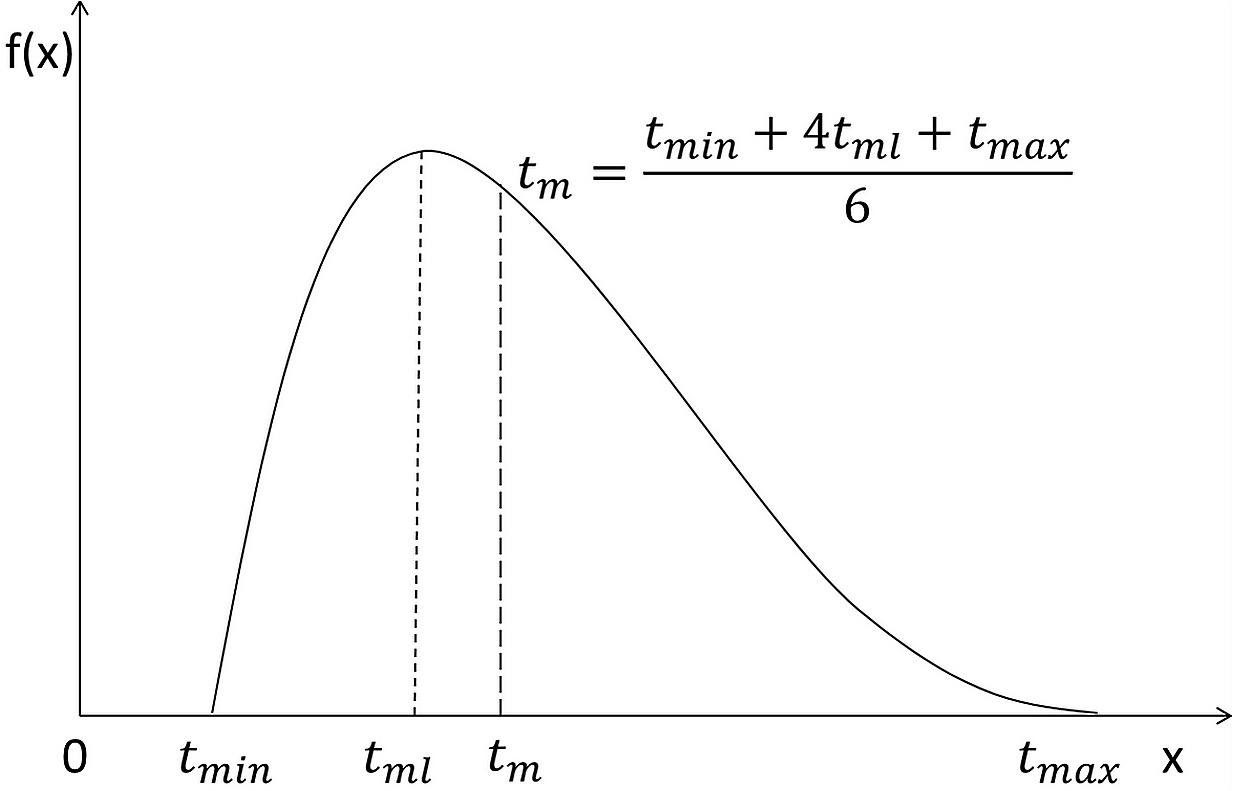 f(x)
t_m = (t_min + 4t_ml + t_max) / 6
0 t_min t_ml t_m t_max x